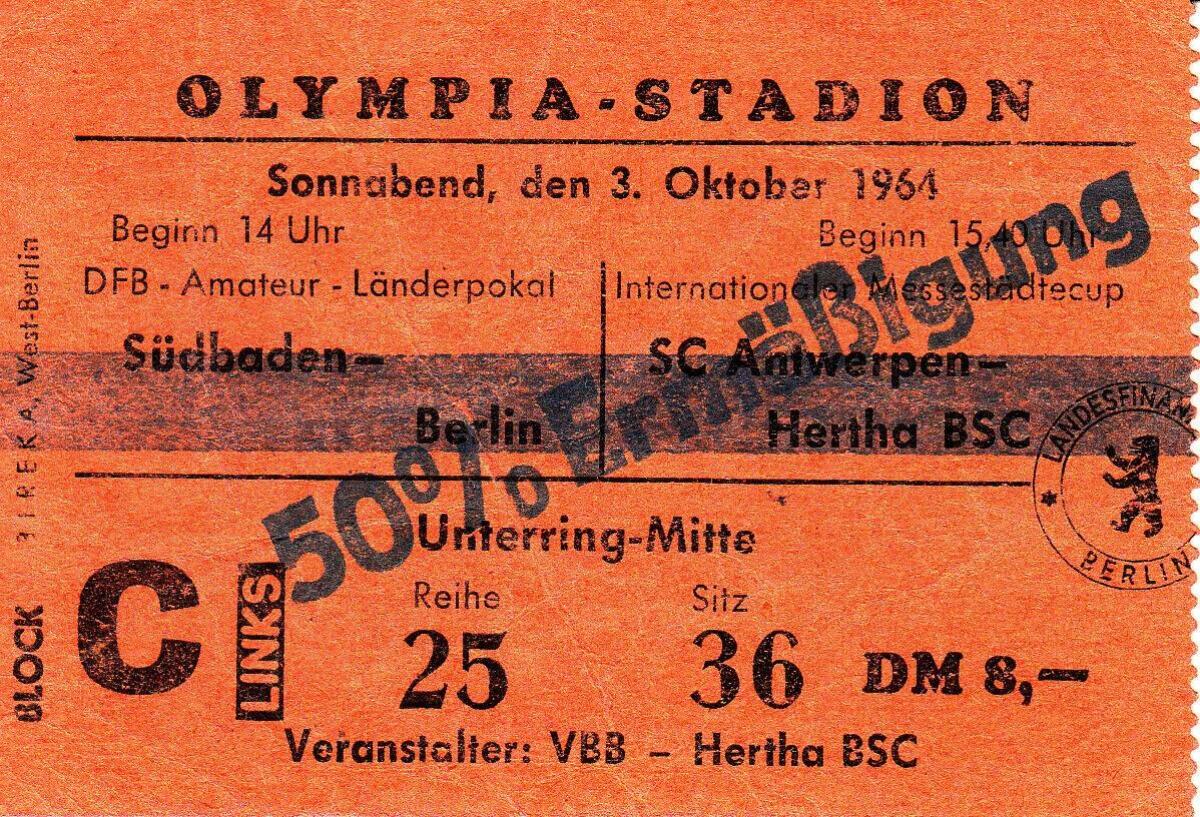 OLYMPIA-STADION
Sonnabend, den 3. Oktober 1964
Beginn 14 Uhr
DFB - Amateur - Länderpokal
Südbaden–
Berlin
Beginn 15,40 Uhr
Internationaler Messestädtecup
SC Antwerpen–
Hertha BSC
50% Ermäßigung
LANDESFINANZ
BERLIN
Unterring-Mitte
BLOCK
C
LINKS
Reihe
25
Sitz
36
DM 8,–
Veranstalter: VBB – Hertha BSC
West-Berlin